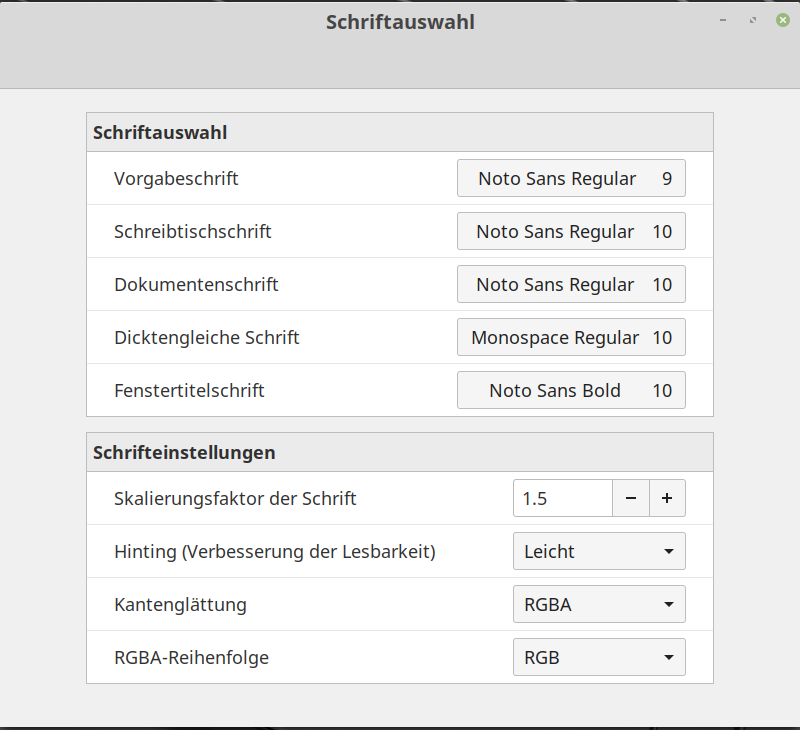 Schriftauswahl
Schriftauswahl
Vorgabeschrift Noto Sans Regular 9
Schreibtischschrift Noto Sans Regular 10
Dokumentenschrift Noto Sans Regular 10
Dicktengleiche Schrift Monospace Regular 10
Fenstertitelschrift Noto Sans Bold 10
Schrifteinstellungen
Skalierungsfaktor der Schrift 1.5 − +
Hinting (Verbesserung der Lesbarkeit) Leicht
Kantenglättung RGBA
RGBA-Reihenfolge RGB